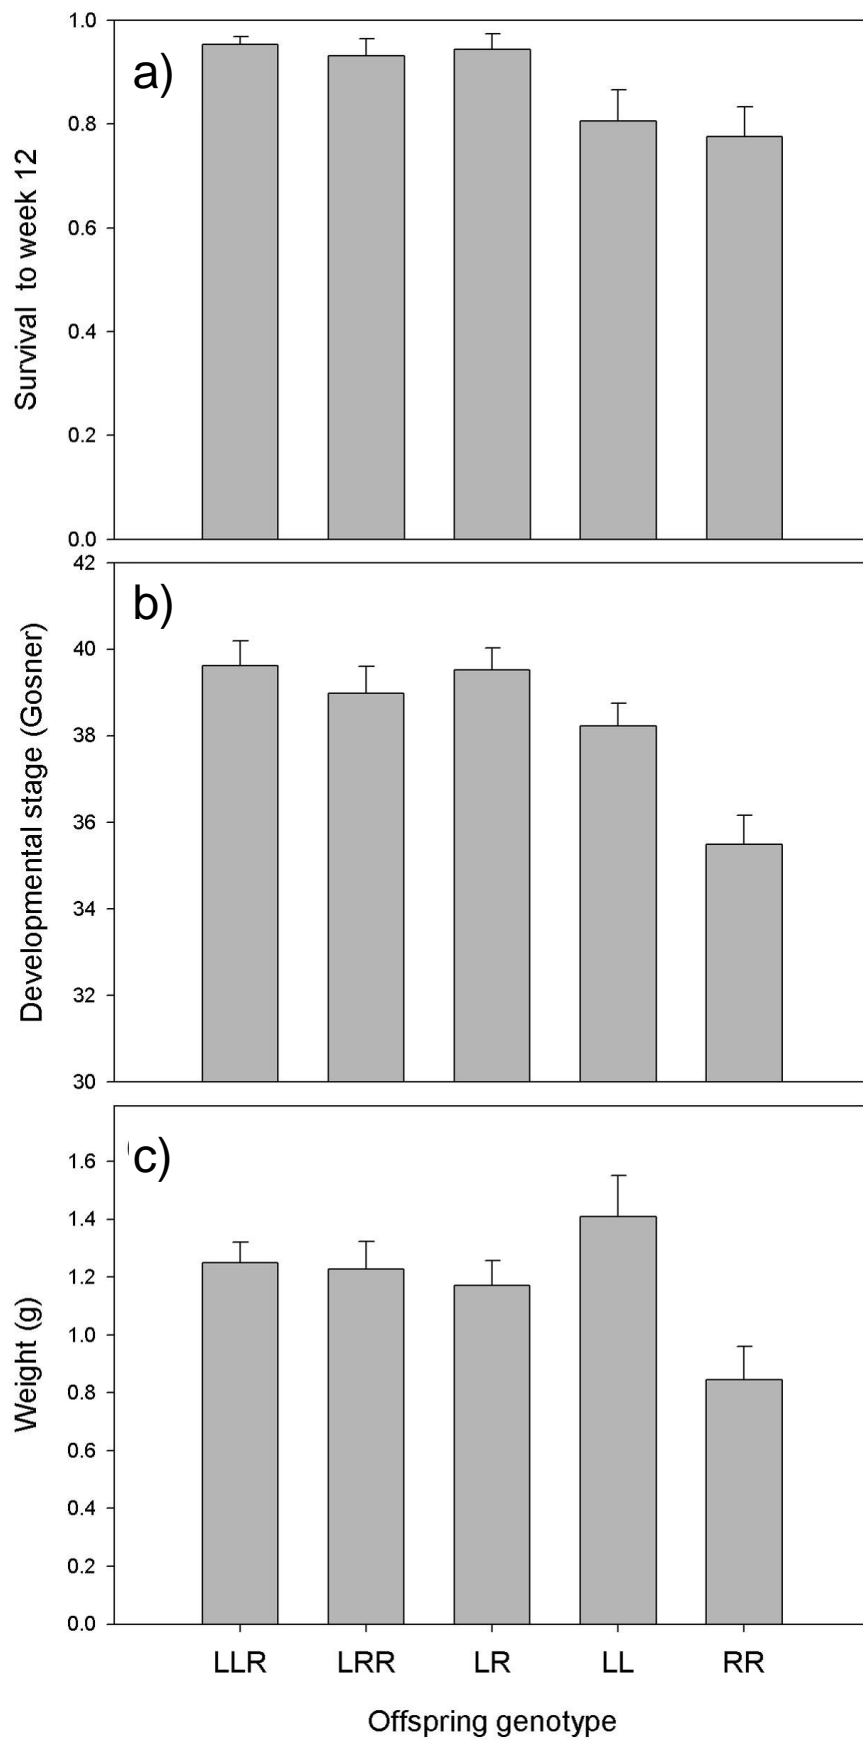 a)
Survival to week 12
1.0
0.8
0.6
0.4
0.2
0.0
b)
Developmental stage (Gosner)
42
40
38
36
34
32
30
c)
Weight (g)
1.6
1.4
1.2
1.0
0.8
0.6
0.4
0.2
0.0
LLR LRR LR LL RR
Offspring genotype